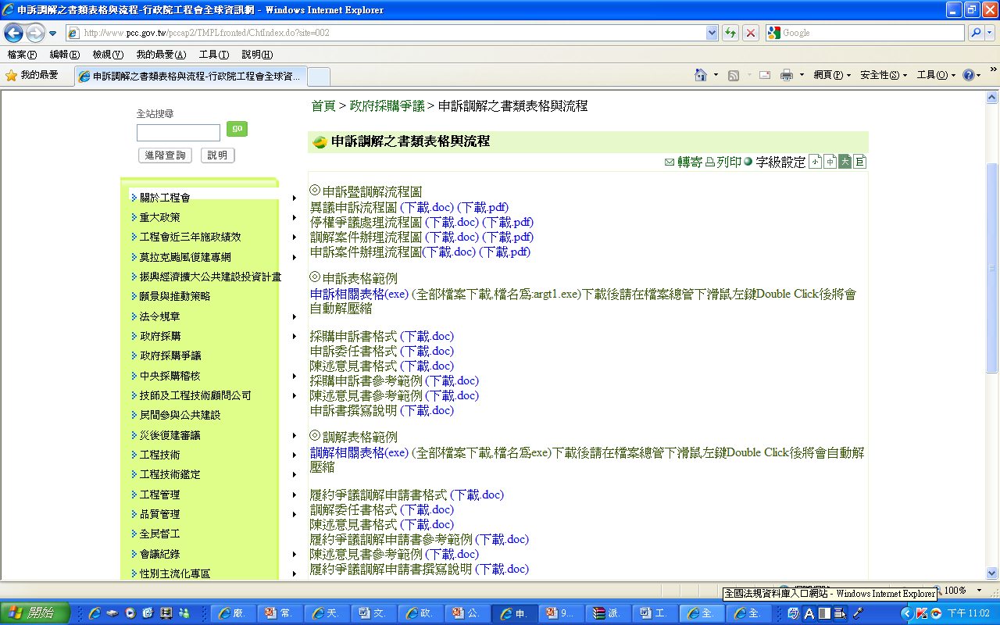 申訴調解之書類表格與流程-行政院工程會全球資訊網 - Windows Internet Explorer
http://www.pcc.gov.tw/pccap2/TMPLfronted/ChtIndex.do?site=002
Google
檔案(F) 編輯(E) 檢視(V) 我的最愛(A) 工具(T) 說明(H)
我的最愛
申訴調解之書類表格與流程-行政院工程會全球資...
網頁(P)
安全性(S)
工具(O)
全站搜尋
go
進階查詢
說明
關於工程會
重大政策
工程會近三年施政績效
莫拉克颱風復建專網
振興經濟擴大公共建設投資計畫
願景與推動策略
法令規章
政府採購
政府採購爭議
中央採購稽核
技師及工程技術顧問公司
民間參與公共建設
災後復建審議
工程技術
工程技術鑑定
工程管理
品質管理
全民督工
會議紀錄
性別主流化專區
首頁 > 政府採購爭議 > 申訴調解之書類表格與流程
申訴調解之書類表格與流程
轉寄 列印 字級設定 小 中 大 巨
◎申訴暨調解流程圖
異議申訴流程圖 (下載.doc) (下載.pdf)
停權爭議處理流程圖 (下載.doc) (下載.pdf)
調解案件辦理流程圖 (下載.doc) (下載.pdf)
申訴案件辦理流程圖(下載.doc) (下載.pdf)
◎申訴表格範例
申訴相關表格(exe) (全部檔案下載,檔名為:argt1.exe)下載後請在檔案總管下滑鼠左鍵Double Click後將會
自動解壓縮
採購申訴書格式 (下載.doc)
申訴委任書格式 (下載.doc)
陳述意見書格式 (下載.doc)
採購申訴書參考範例 (下載.doc)
陳述意見書參考範例 (下載.doc)
申訴書撰寫說明 (下載.doc)
◎調解表格範例
調解相關表格(exe) (全部檔案下載,檔名為exe)下載後請在檔案總管下滑鼠左鍵Double Click後將會自動解
壓縮
履約爭議調解申請書格式 (下載.doc)
調解委任書格式 (下載.doc)
陳述意見書格式 (下載.doc)
履約爭議調解申請書參考範例 (下載.doc)
陳述意見書參考範例 (下載.doc)
履約爭議調解申請書撰寫說明 (下載.doc)
全國法規資料庫入口網站 - Windows Internet Explorer
100%
開始
廠.
常.
天.
文.
政.
公.
申.
9...
派.
工.
全.
全.
下午 11:02